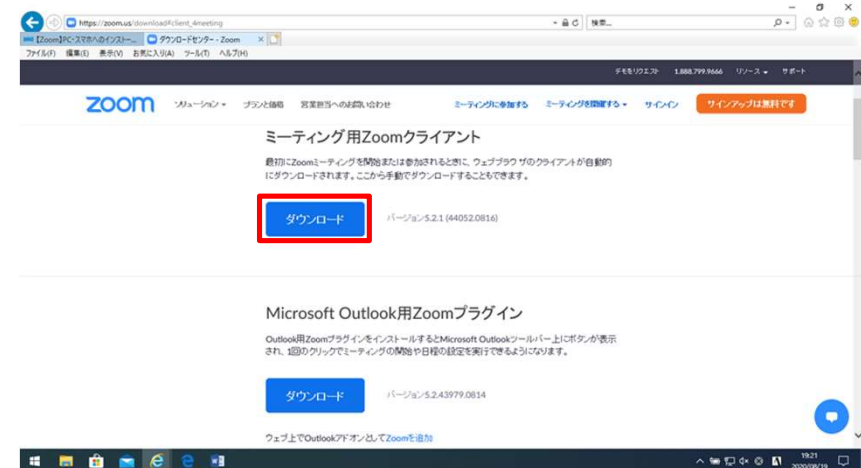 https://zoom.us/download#client_4meeting
検索...
【Zoom】PC・スマホへのインストー...
ダウンロードセンター - Zoom
ファイル(F) 編集(E) 表示(V) お気に入り(A) ツール(T) ヘルプ(H)
デモをリクエスト 1.888.799.9666 リソース サポート
zoom ソリューション プランと価格 営業担当へのお問い合わせ ミーティングに参加する ミーティングを開催する サインイン サインアップは無料です
ミーティング用Zoomクライアント
最初にZoomミーティングを開始または参加されるときに、ウェブブラウザのクライアントが自動的
にダウンロードされます。ここから手動でダウンロードすることもできます。
ダウンロード バージョン5.2.1 (44052.0816)
Microsoft Outlook用Zoomプラグイン
Outlook用ZoomプラグインをインストールするとMicrosoft Outlookツールバー上にボタンが表示
され、1回のクリックでミーティングの開始や日程の設定を実行できるようになります。
ダウンロード バージョン5.2.43979.0814
ウェブ上でOutlookアドオンとしてZoomを追加
19:21
2020/08/19